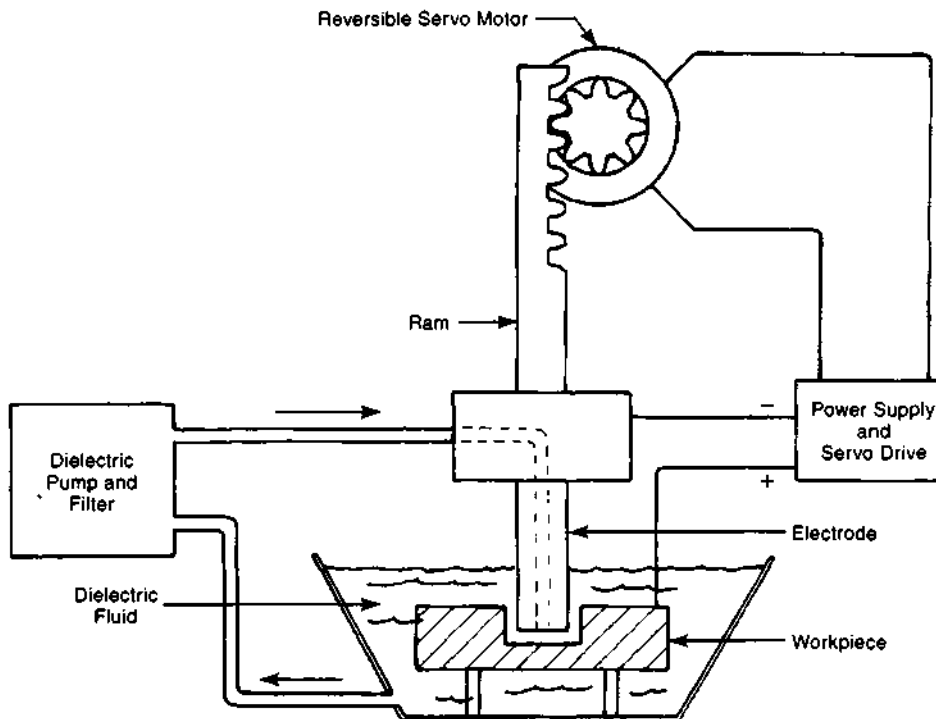 Reversible Servo Motor
Ram
−
Power Supply
and
Servo Drive
+
Dielectric
Pump and
Filter
Electrode
Dielectric
Fluid
Workpiece